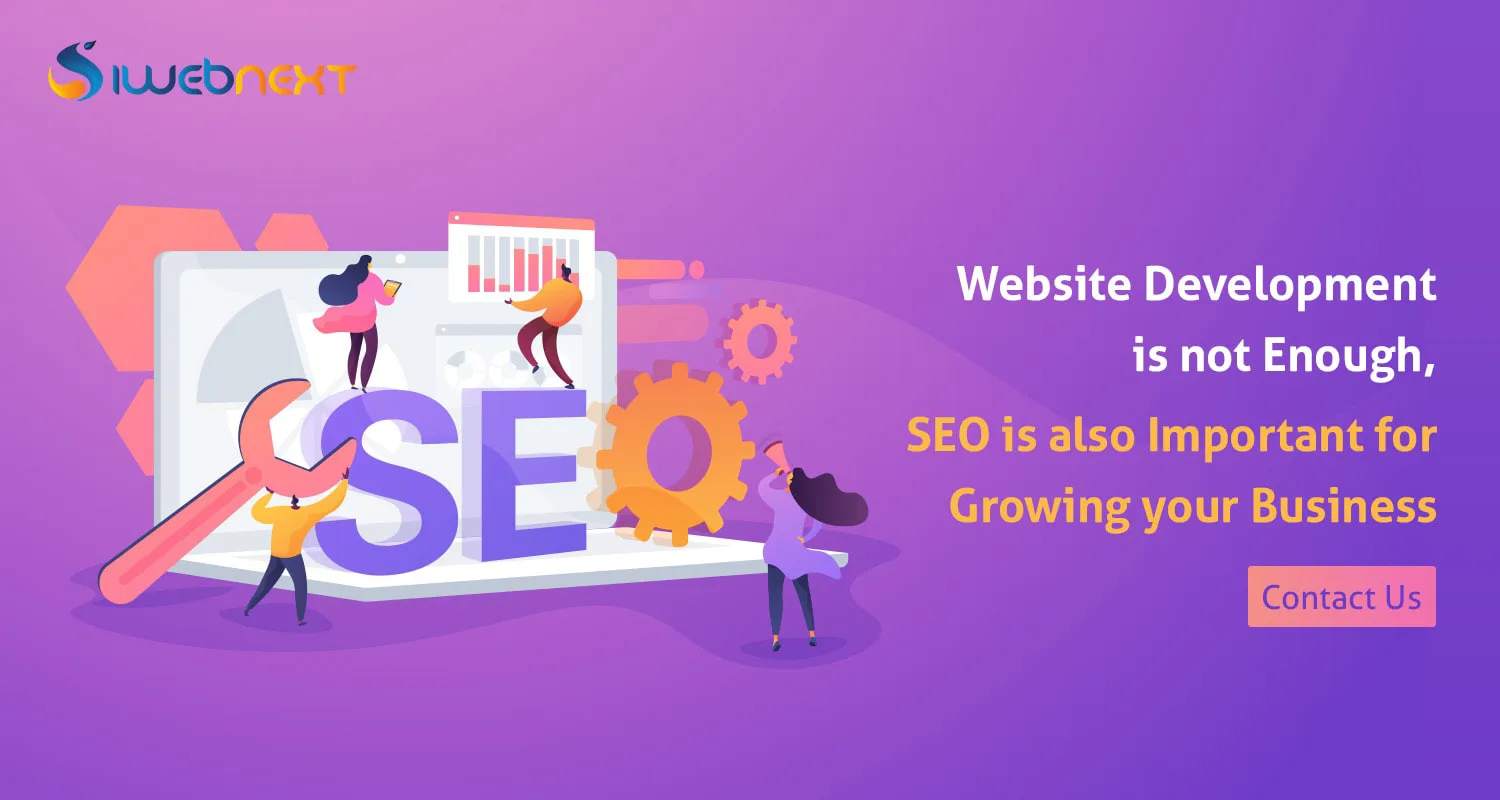 IWEBNEXT
SEO
Website Development
is not Enough,
SEO is also Important for
Growing your Business
Contact Us